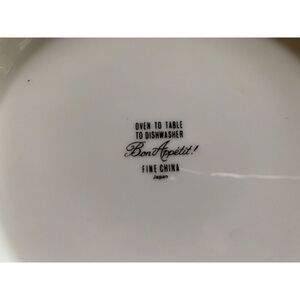 OVEN TO TABLE
TO DISHWASHER
Bon Appétit!
FINE CHINA
Japan